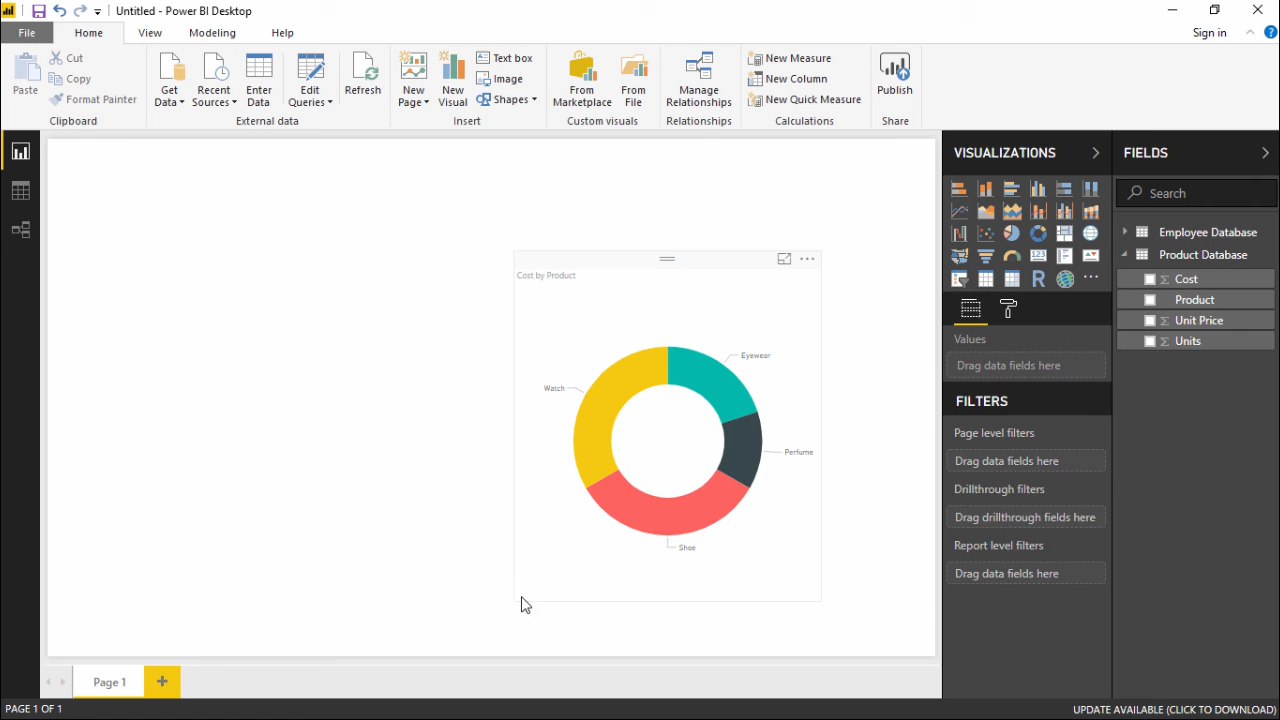 Untitled - Power BI Desktop
File
Home
View
Modeling
Help
Sign in
Paste
Cut
Copy
Format Painter
Clipboard
Get Data
Recent Sources
Enter Data
Edit Queries
Refresh
External data
New Page
New Visual
Text box
Image
Shapes
Insert
From Marketplace
From File
Custom visuals
Manage Relationships
Relationships
New Measure
New Column
New Quick Measure
Calculations
Publish
Share
Cost by Product
Eyewear
Watch
Perfume
Shoe
VISUALIZATIONS
R
123
Values
Drag data fields here
FILTERS
Page level filters
Drag data fields here
Drillthrough filters
Drag drillthrough fields here
Report level filters
Drag data fields here
FIELDS
Search
Employee Database
Product Database
Σ Cost
Product
Σ Unit Price
Σ Units
Page 1
PAGE 1 OF 1
UPDATE AVAILABLE (CLICK TO DOWNLOAD)